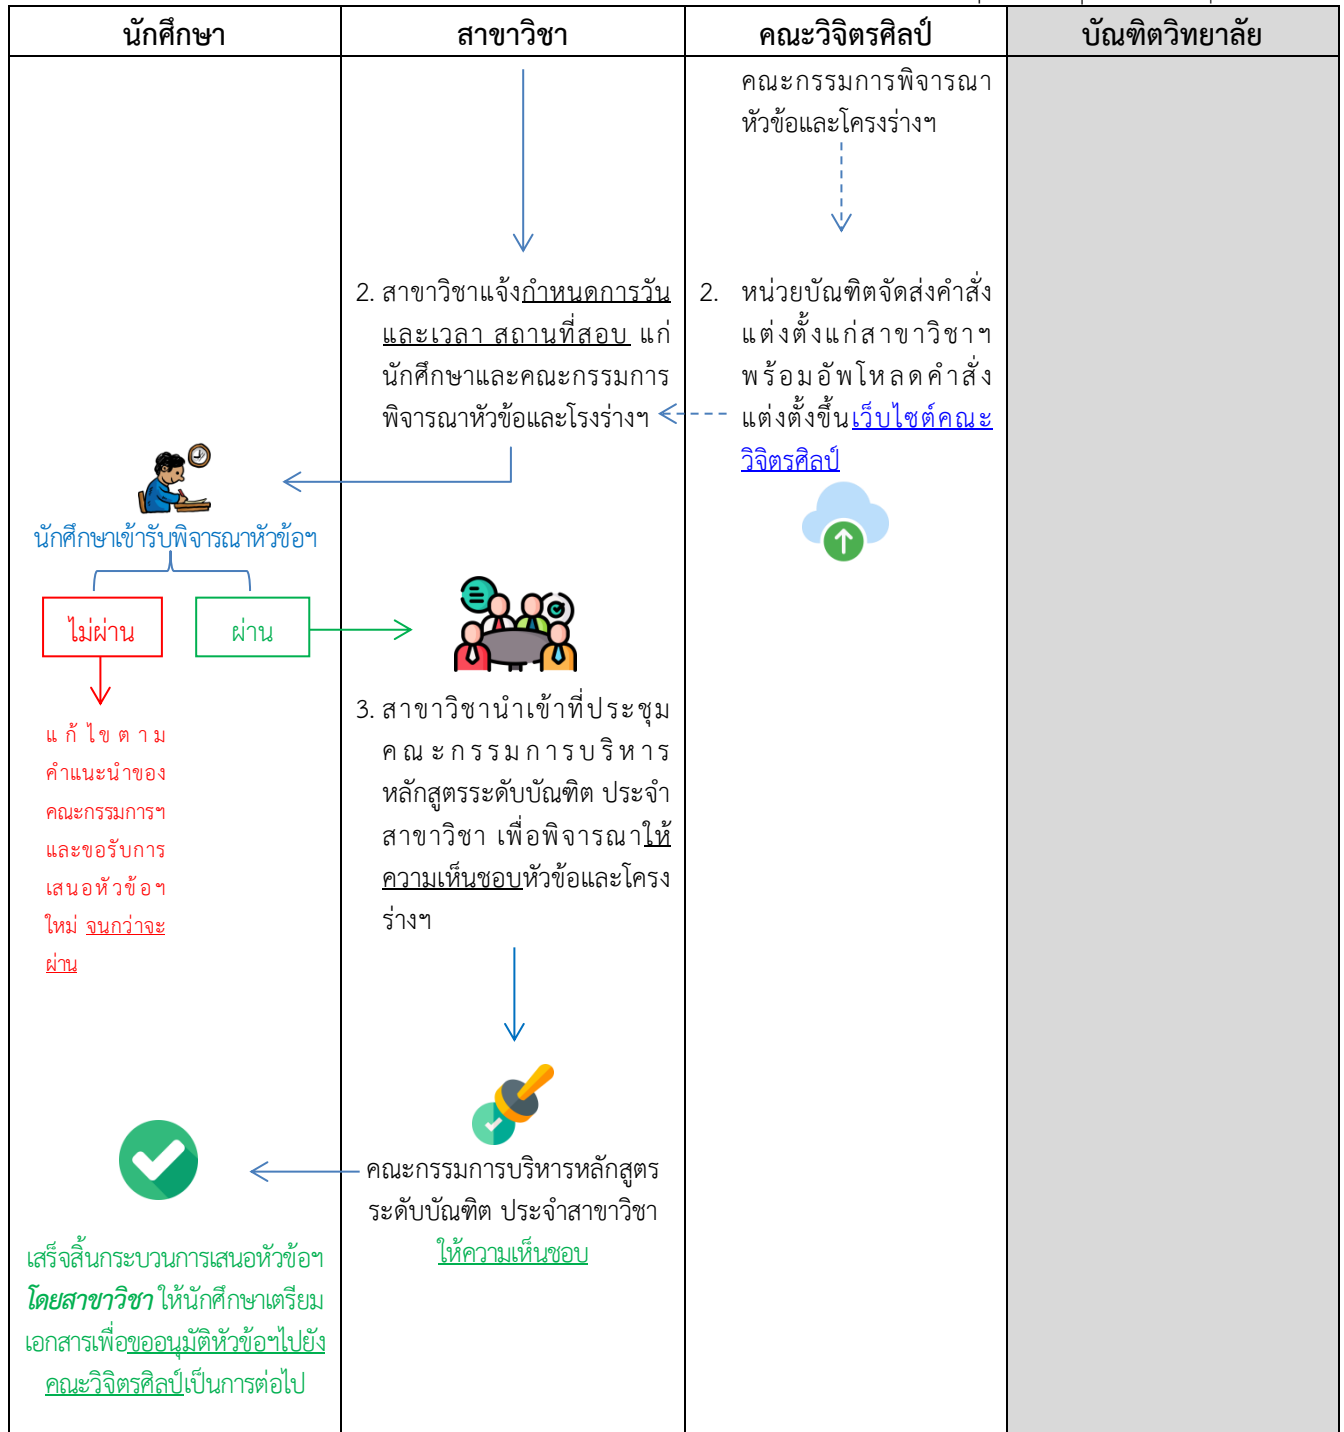 นักศึกษา
สาขาวิชา
คณะวิจิตรศิลป์
บัณฑิตวิทยาลัย
คณะกรรมการพิจารณา
หัวข้อและโครงร่างฯ
2. สาขาวิชาแจ้งกำหนดการวัน
และเวลา สถานที่สอบ แก่
นักศึกษาและคณะกรรมการ
พิจารณาหัวข้อและโรงร่างฯ
2. หน่วยบัณฑิตจัดส่งคำสั่ง
แต่งตั้งแก่สาขาวิชาฯ
พร้อมอัพโหลดคำสั่ง
แต่งตั้งขึ้นเว็บไซต์คณะ
วิจิตรศิลป์
นักศึกษาเข้ารับพิจารณาหัวข้อฯ
ไม่ผ่าน
ผ่าน
แก้ไขตาม
คำแนะนำของ
คณะกรรมการฯ
และขอรับการ
เสนอหัวข้อฯ
ใหม่ จนกว่าจะ
ผ่าน
3. สาขาวิชานำเข้าที่ประชุม
คณะกรรมการบริหาร
หลักสูตรระดับบัณฑิต ประจำ
สาขาวิชา เพื่อพิจารณาให้
ความเห็นชอบหัวข้อและโครง
ร่างฯ
คณะกรรมการบริหารหลักสูตร
ระดับบัณฑิต ประจำสาขาวิชา
ให้ความเห็นชอบ
เสร็จสิ้นกระบวนการเสนอหัวข้อฯ
โดยสาขาวิชา ให้นักศึกษาเตรียม
เอกสารเพื่อขออนุมัติหัวข้อฯไปยัง
คณะวิจิตรศิลป์เป็นการต่อไป